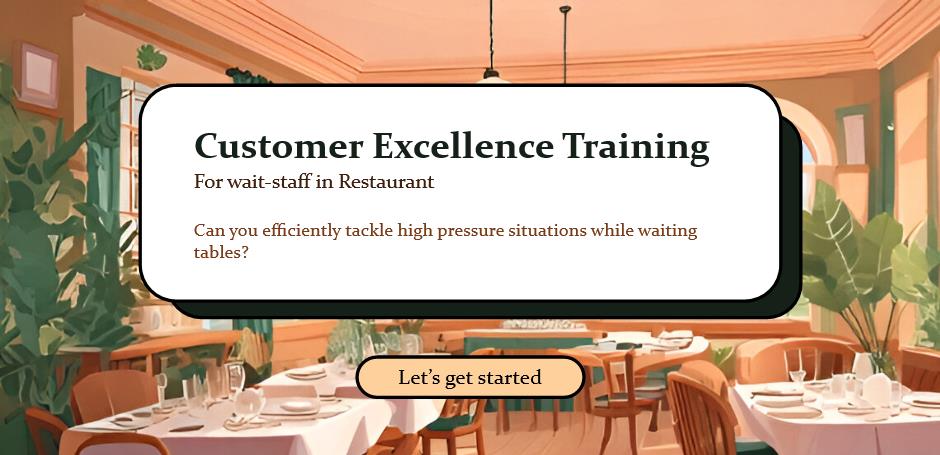 Customer Excellence Training
For wait-staff in Restaurant
Can you efficiently tackle high pressure situations while waiting
tables?
Let's get started